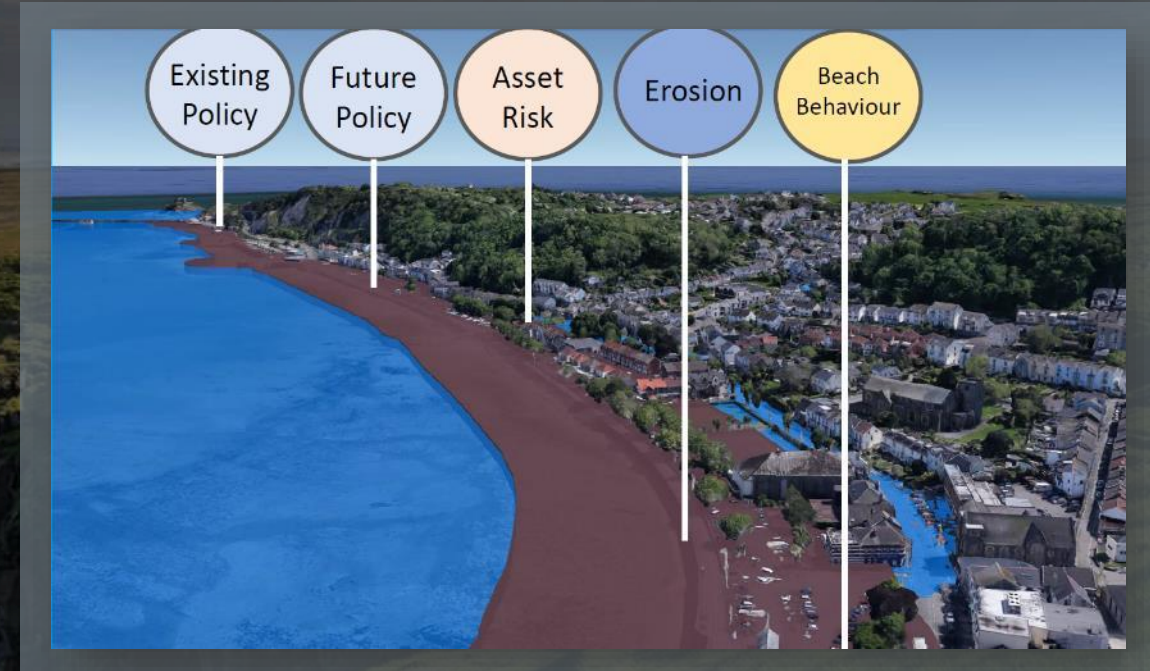 Existing
Policy
Future
Policy
Asset
Risk
Erosion
Beach
Behaviour